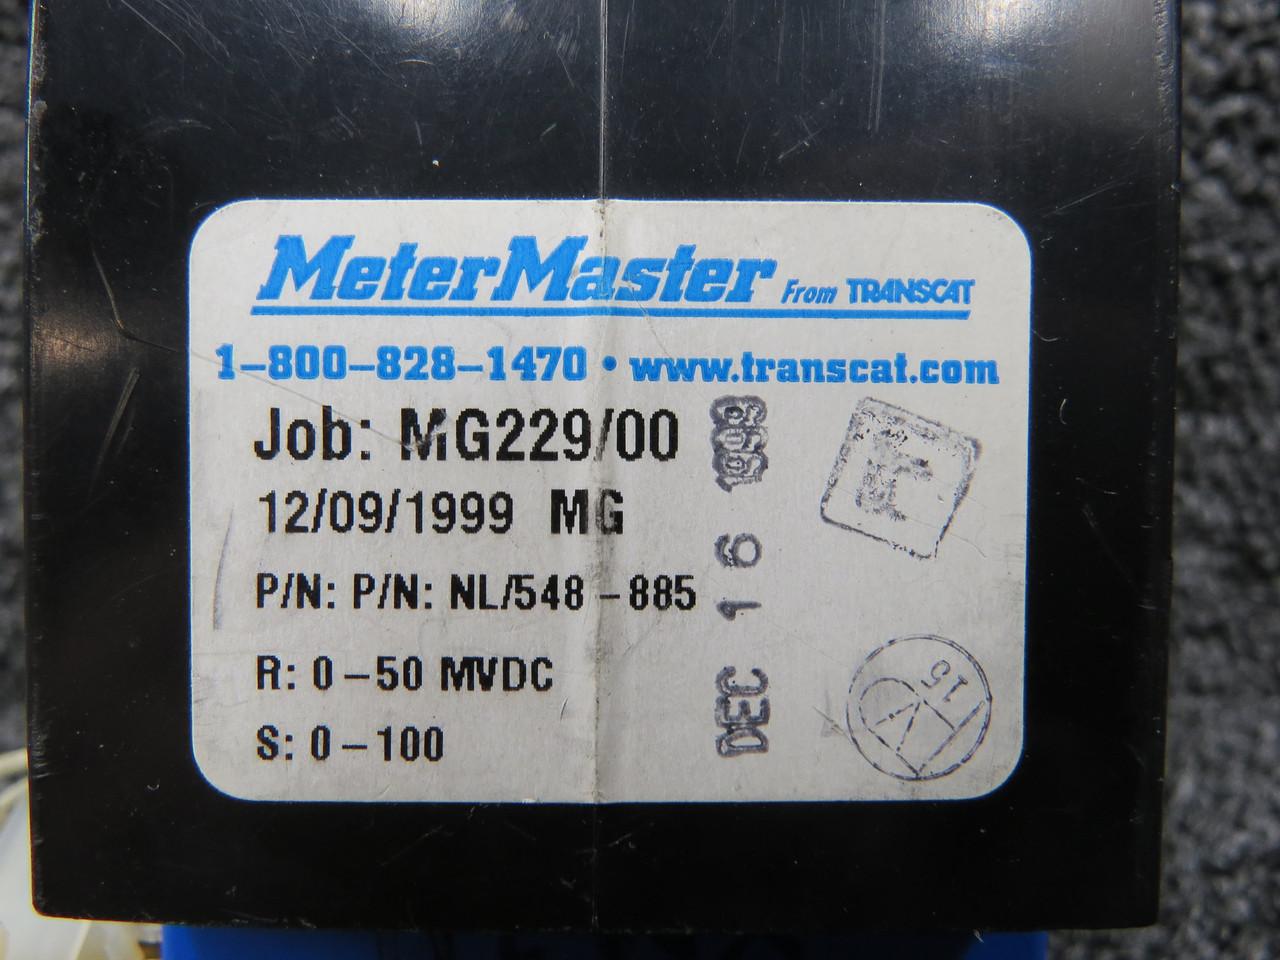 MeterMaster From TRANSCAT
1-800-828-1470 • www.transcat.com
Job: MG229/00
12/09/1999 MG
P/N: P/N: NL/548-885
R: 0-50 MVDC
S: 0-100
DEC 16 1999
15